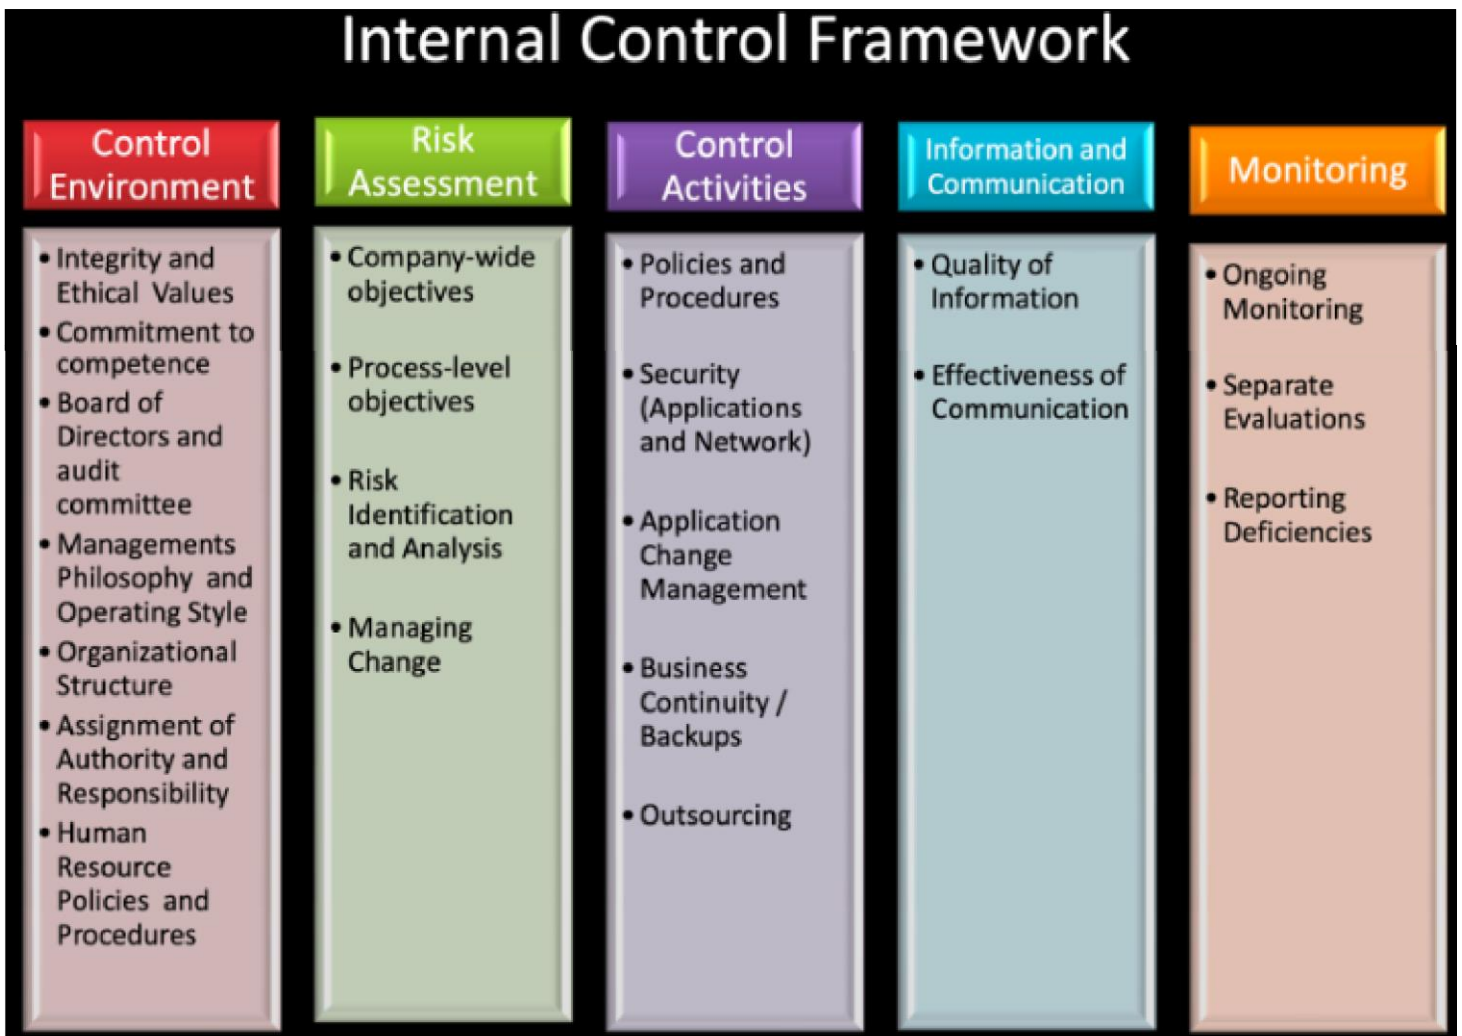 Internal Control Framework
Control
Environment
• Integrity and
Ethical Values
• Commitment to
competence
• Board of
Directors and
audit
committee
• Managements
Philosophy and
Operating Style
• Organizational
Structure
• Assignment of
Authority and
Responsibility
• Human
Resource
Policies and
Procedures
Risk
Assessment
• Company-wide
objectives
• Process-level
objectives
• Risk
Identification
and Analysis
• Managing
Change
Control
Activities
• Policies and
Procedures
• Security
(Applications
and Network)
• Application
Change
Management
• Business
Continuity /
Backups
• Outsourcing
Information and
Communication
• Quality of
Information
• Effectiveness of
Communication
Monitoring
• Ongoing
Monitoring
• Separate
Evaluations
• Reporting
Deficiencies